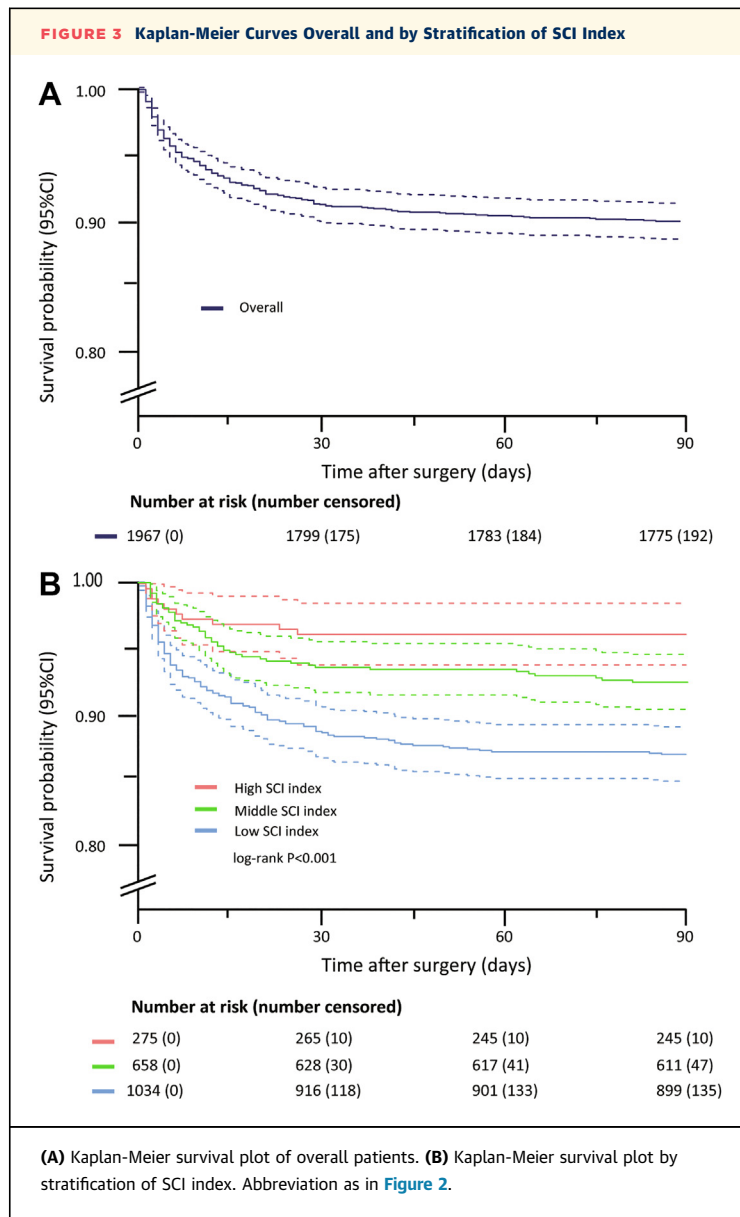 FIGURE 3 Kaplan-Meier Curves Overall and by Stratification of SCI Index
A
1.00
0.90
0.80
Survival probability (95%CI)
Overall
0 30 60 90
Time after surgery (days)
Number at risk (number censored)
1967 (0) 1799 (175) 1783 (184) 1775 (192)
B
1.00
0.90
0.80
Survival probability (95%CI)
High SCI index
Middle SCI index
Low SCI index
log-rank P<0.001
0 30 60 90
Time after surgery (days)
Number at risk (number censored)
275 (0) 265 (10) 245 (10) 245 (10)
658 (0) 628 (30) 617 (41) 611 (47)
1034 (0) 916 (118) 901 (133) 899 (135)
(A) Kaplan-Meier survival plot of overall patients. (B) Kaplan-Meier survival plot by
stratification of SCI index. Abbreviation as in Figure 2.